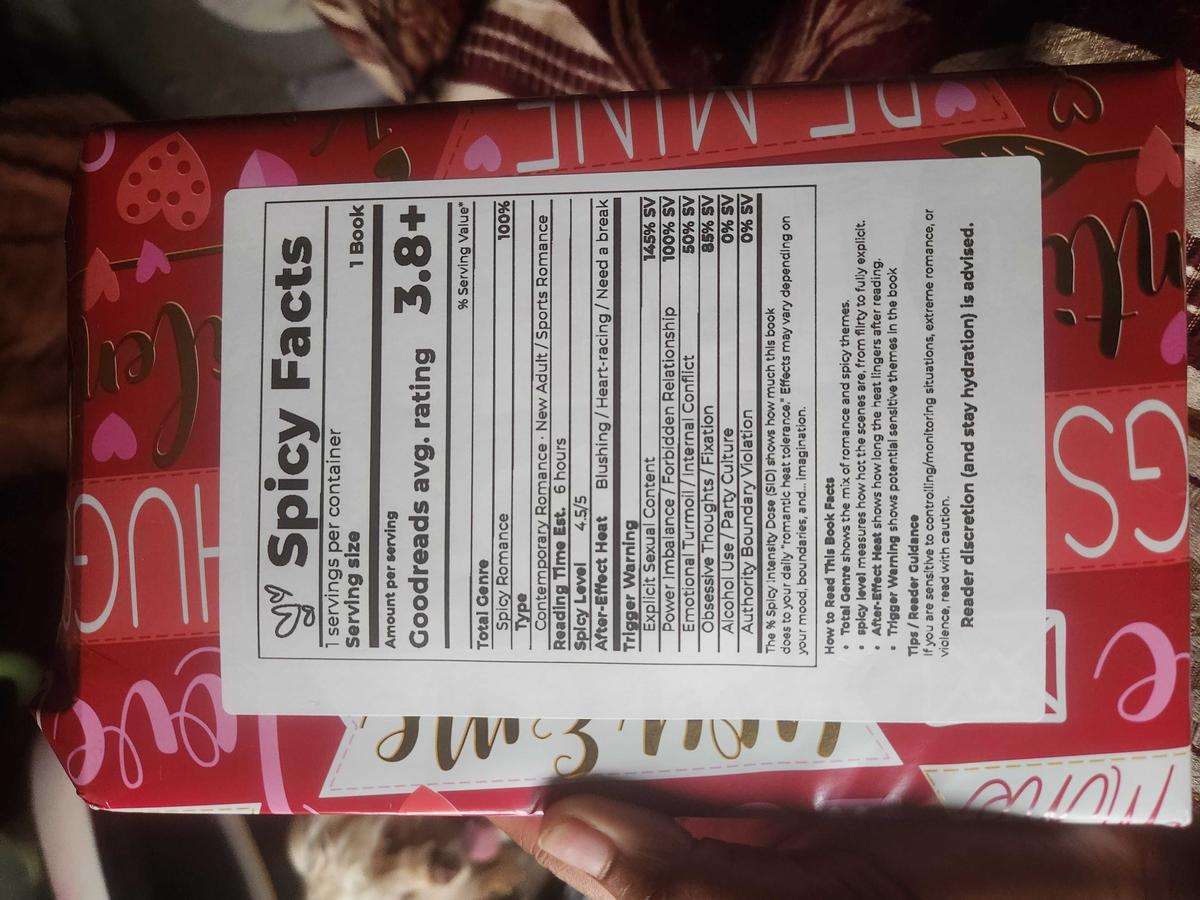 Spicy Facts
1 servings per container
Serving size 1 Book
Amount per serving
Goodreads avg. rating 3.8+
% Serving Value*
Total Genre
Spicy Romance 100%
Type
Contemporary Romance · New Adult / Sports Romance
Reading Time Est. 6 hours
Spicy Level 4.5/5
After-Effect Heat Blushing / Heart-racing / Need a break
Trigger Warning
Explicit Sexual Content 145% SV
Power Imbalance / Forbidden Relationship 100% SV
Emotional Turmoil / Internal Conflict 50% SV
Obsessive Thoughts / Fixation 85% SV
Alcohol Use / Party Culture 0% SV
Authority Boundary Violation 0% SV
The % Spicy Intensity Dose (SID) shows how much this book
does to your daily "romantic heat tolerance." Effects may vary depending on
your mood, boundaries, and... imagination.
How to Read This Book Facts
• Total Genre shows the mix of romance and spicy themes.
• spicy level measures how hot the scenes are, from flirty to fully explicit.
• After-Effect Heat shows how long the heat lingers after reading.
• Trigger Warning shows potential sensitive themes in the book
Tips / Reader Guidance
If you are sensitive to controlling/monitoring situations, extreme romance, or
violence, read with caution.
Reader discretion (and stay hydration) is advised.
BE MINE
HUG
GS